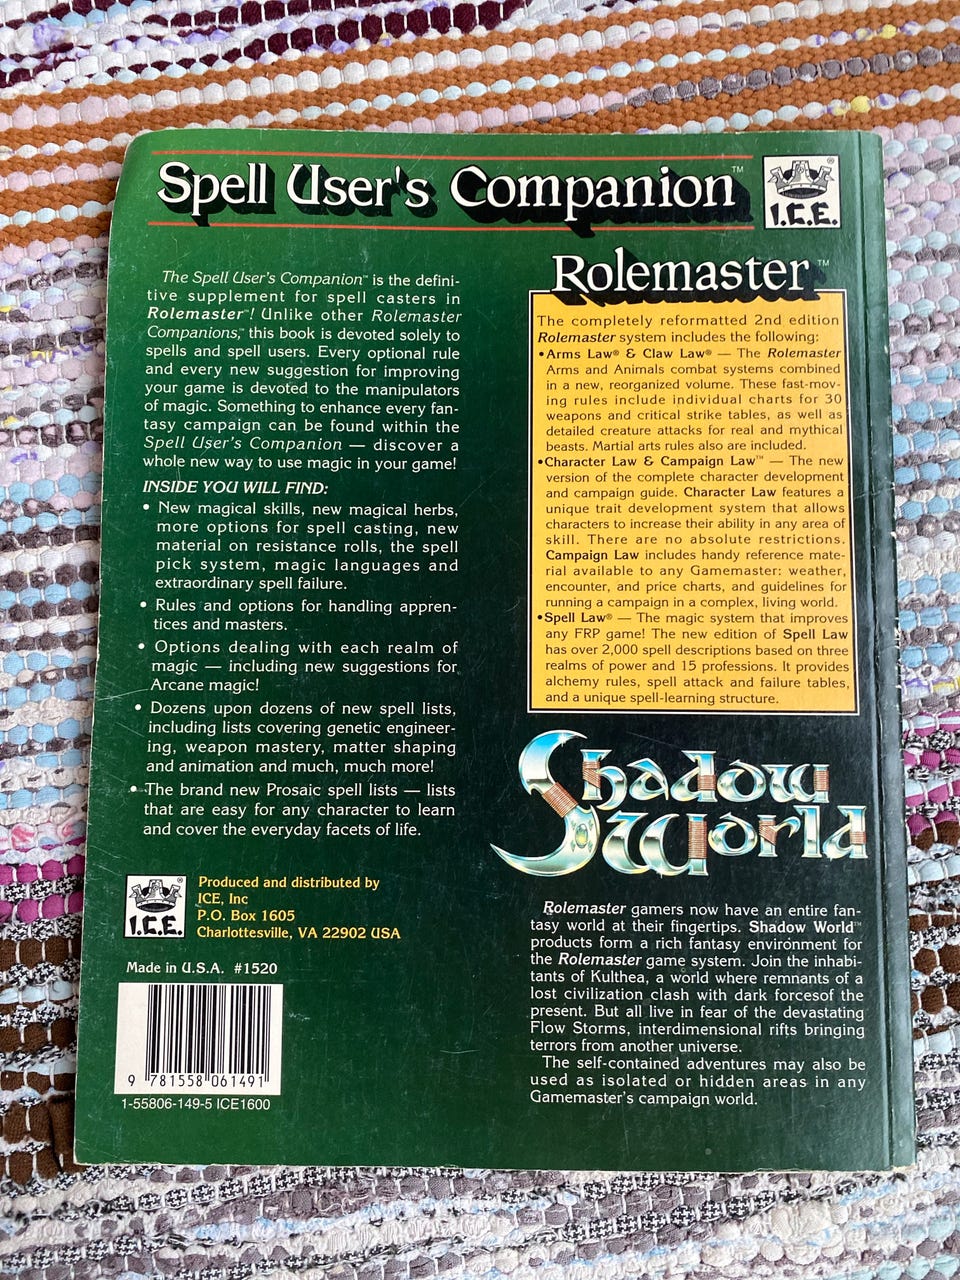 Spell User's Companion™
® I.C.E.
The Spell User's Companion™ is the defini-
tive supplement for spell casters in
Rolemaster™! Unlike other Rolemaster
Companions,™ this book is devoted solely to
spells and spell users. Every optional rule
and every new suggestion for improving
your game is devoted to the manipulators
of magic. Something to enhance every fan-
tasy campaign can be found within the
Spell User's Companion — discover a
whole new way to use magic in your game!
INSIDE YOU WILL FIND:
• New magical skills, new magical herbs,
more options for spell casting, new
material on resistance rolls, the spell
pick system, magic languages and
extraordinary spell failure.
• Rules and options for handling appren-
tices and masters.
• Options dealing with each realm of
magic — including new suggestions for
Arcane magic!
• Dozens upon dozens of new spell lists,
including lists covering genetic engineer-
ing, weapon mastery, matter shaping
and animation and much, much more!
• The brand new Prosaic spell lists — lists
that are easy for any character to learn
and cover the everyday facets of life.
® I.C.E.
Produced and distributed by
ICE, Inc
P.O. Box 1605
Charlottesville, VA 22902 USA
Made in U.S.A. #1520
9 781558 061491
1-55806-149-5 ICE1600
Rolemaster™
The completely reformatted 2nd edition
Rolemaster system includes the following:
• Arms Law® & Claw Law® — The Rolemaster
Arms and Animals combat systems combined
in a new, reorganized volume. These fast-mov-
ing rules include individual charts for 30
weapons and critical strike tables, as well as
detailed creature attacks for real and mythical
beasts. Martial arts rules also are included.
• Character Law & Campaign Law™ — The new
version of the complete character development
and campaign guide. Character Law features a
unique trait development system that allows
characters to increase their ability in any area of
skill. There are no absolute restrictions.
Campaign Law includes handy reference mate-
rial available to any Gamemaster: weather,
encounter, and price charts, and guidelines for
running a campaign in a complex, living world.
• Spell Law® — The magic system that improves
any FRP game! The new edition of Spell Law
has over 2,000 spell descriptions based on three
realms of power and 15 professions. It provides
alchemy rules, spell attack and failure tables,
and a unique spell-learning structure.
Shadow
World
Rolemaster gamers now have an entire fan-
tasy world at their fingertips. Shadow World™
products form a rich fantasy environment for
the Rolemaster game system. Join the inhabi-
tants of Kulthea, a world where remnants of a
lost civilization clash with dark forcesof the
present. But all live in fear of the devastating
Flow Storms, interdimensional rifts bringing
terrors from another universe.
The self-contained adventures may also be
used as isolated or hidden areas in any
Gamemaster's campaign world.